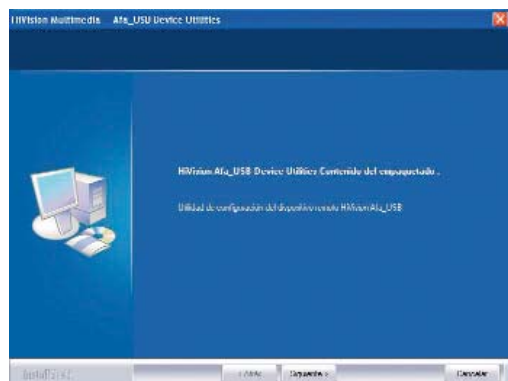 HiVision Multimedia Afa_USB Device Utilities
HiVision Afa_USB Device Utilities Contenido del empaquetado .
Utilidad de configuración del dispositivo remoto HiVision Afa_USB
< Atrás
Siguiente >
Cancelar